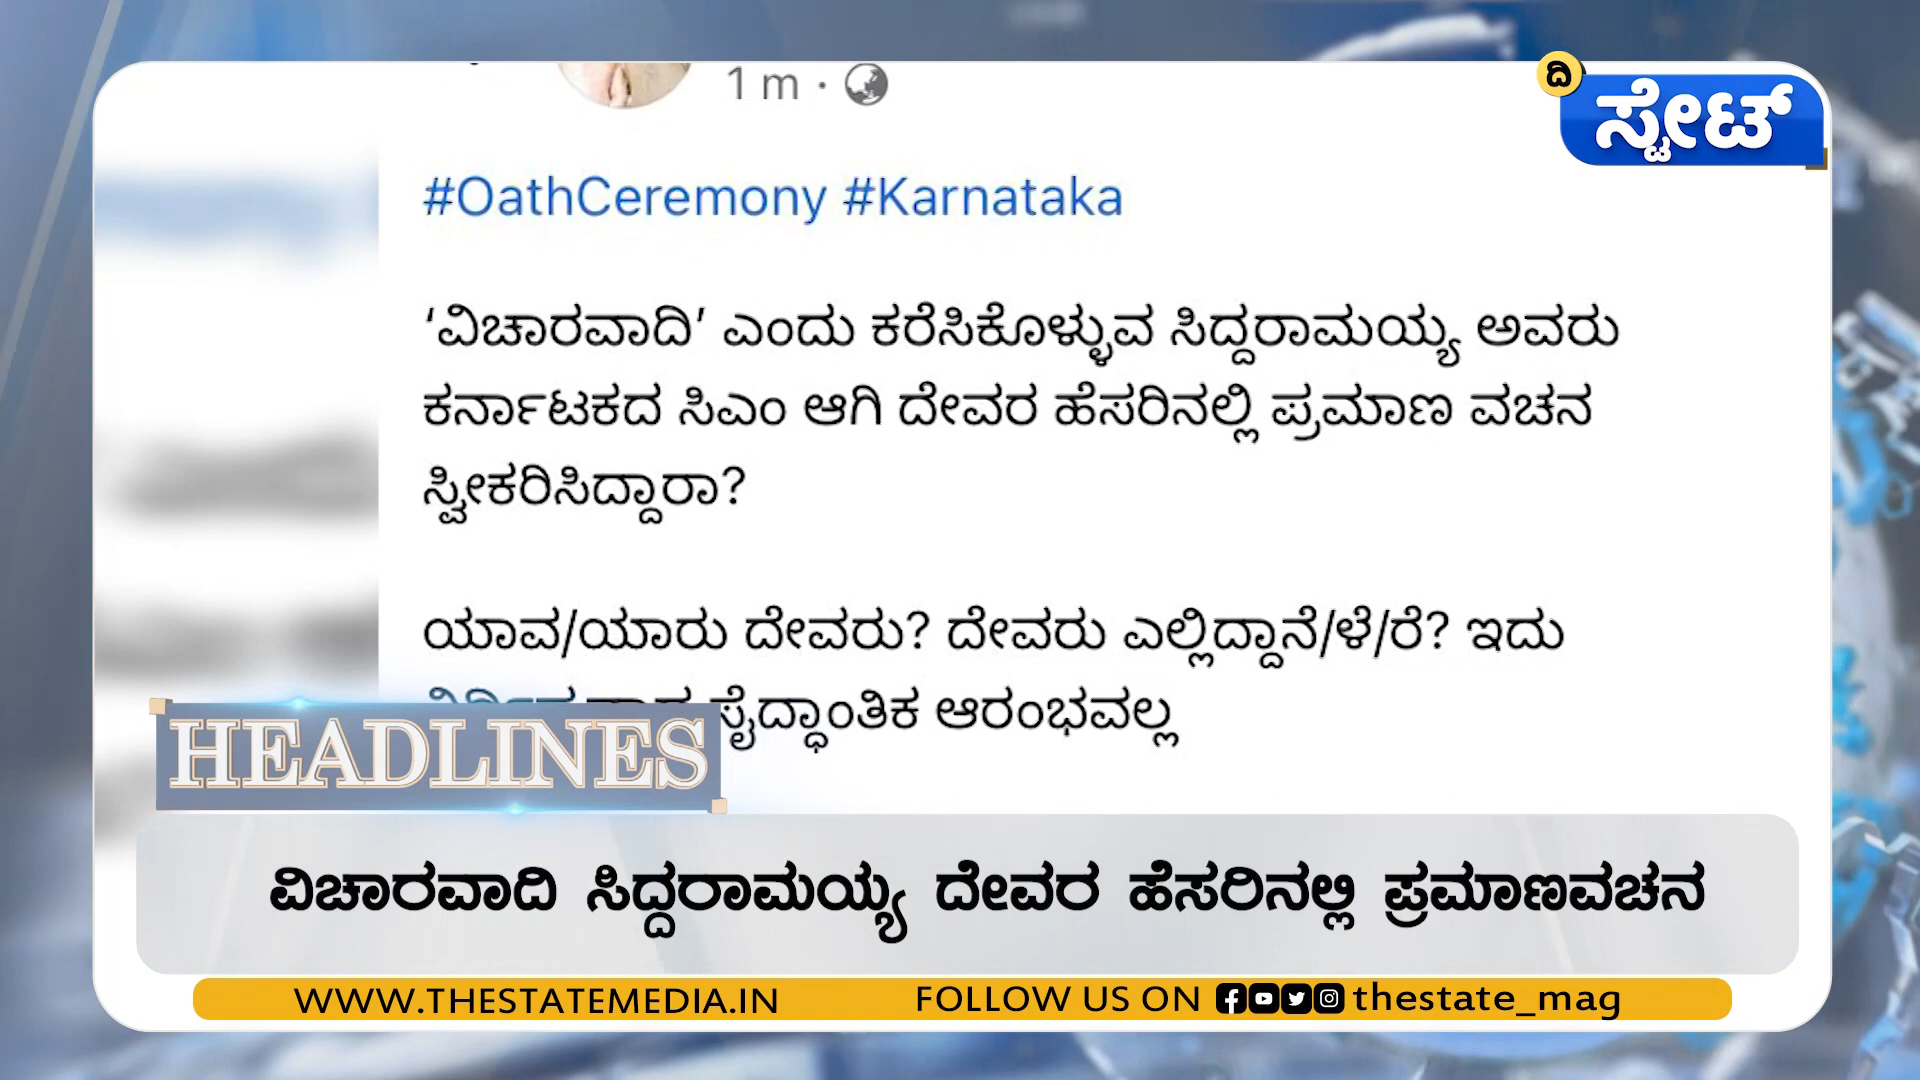 1 m ·
ದಿ
ಸ್ಟೇಟ್
#OathCeremony #Karnataka
‘ವಿಚಾರವಾದಿ’ ಎಂದು ಕರೆಸಿಕೊಳ್ಳುವ ಸಿದ್ದರಾಮಯ್ಯ ಅವರು
ಕರ್ನಾಟಕದ ಸಿಎಂ ಆಗಿ ದೇವರ ಹೆಸರಿನಲ್ಲಿ ಪ್ರಮಾಣ ವಚನ
ಸ್ವೀಕರಿಸಿದ್ದಾರಾ?
ಯಾವ/ಯಾರು ದೇವರು? ದೇವರು ಎಲ್ಲಿದ್ದಾನೆ/ಳೆ/ರೆ? ಇದು
ಸೈದ್ಧಾಂತಿಕ ಆರಂಭವಲ್ಲ
HEADLINES
ವಿಚಾರವಾದಿ ಸಿದ್ದರಾಮಯ್ಯ ದೇವರ ಹೆಸರಿನಲ್ಲಿ ಪ್ರಮಾಣವಚನ
WWW.THESTATEMEDIA.IN FOLLOW US ON thestate_mag